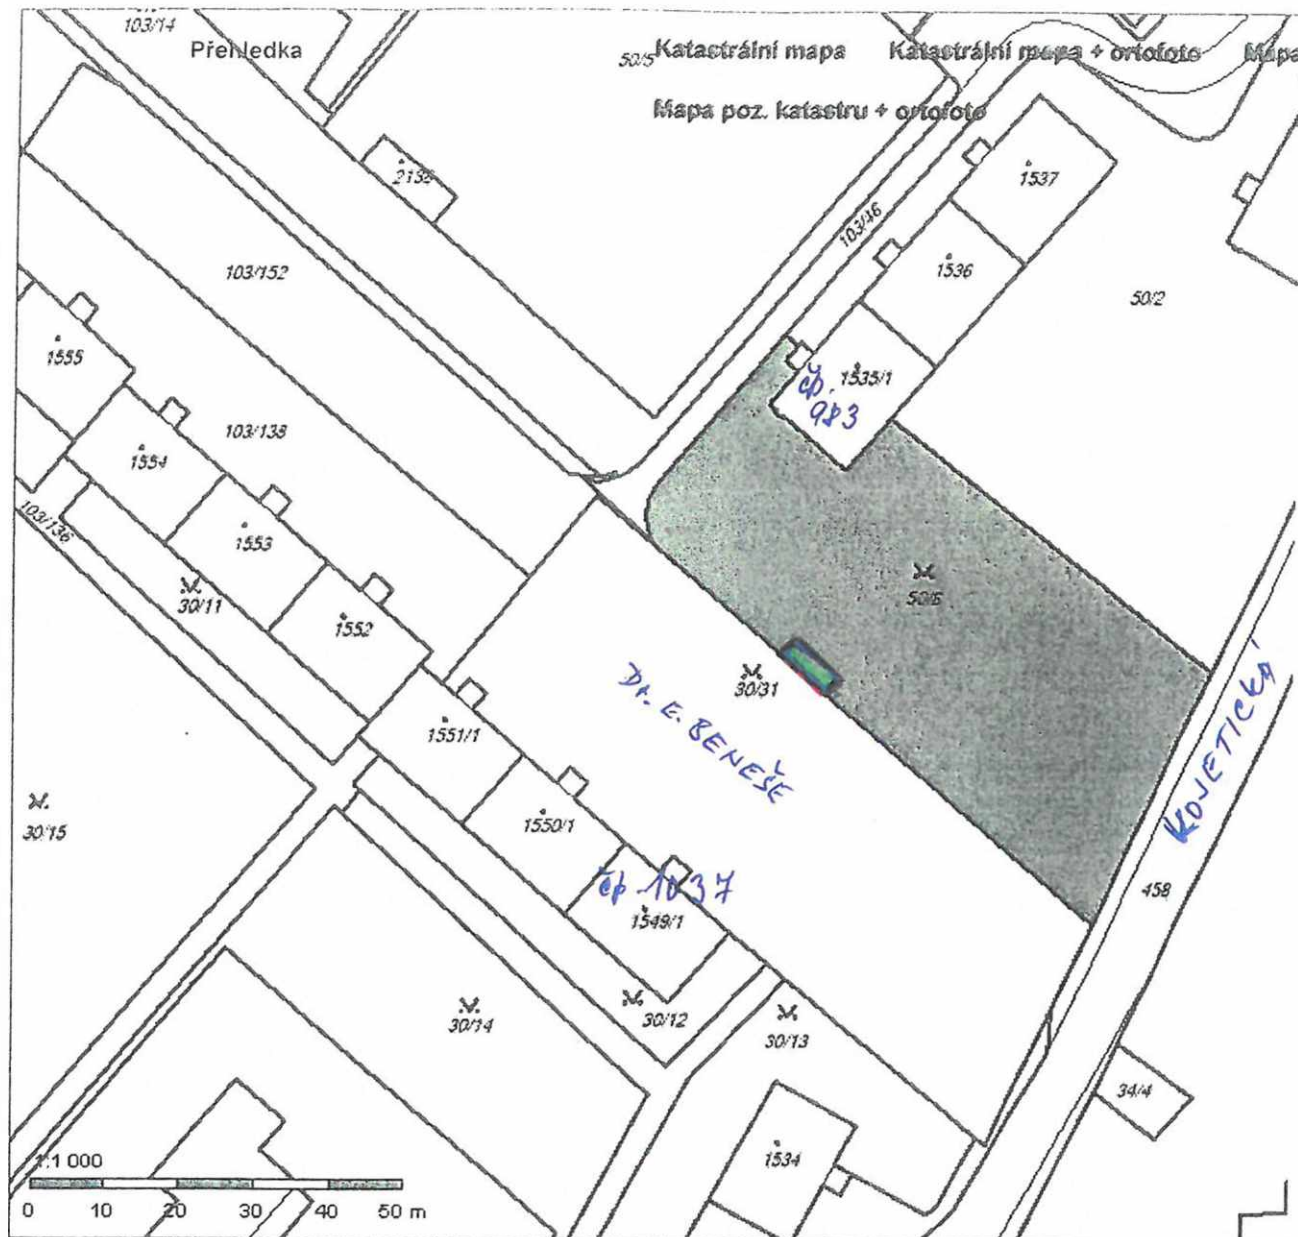 103/14
Přehledka
50/5
Katastrální mapa
Katastrální mapa + ortofoto
Mapa
Mapa poz. katastru + ortofoto
1537
103/46
1536
103/152
50/2
1555
1535/1
čp.
983
103/138
1554
103/136
1553
30/11
1552
30/31
Dr. E. BENEŠE
KOJETICKÁ
1551/1
30/15
1550/1
čp. 1037
1549/1
458
30/14
30/12
30/13
34/4
1534
1:1 000
0 10 20 30 40 50 m